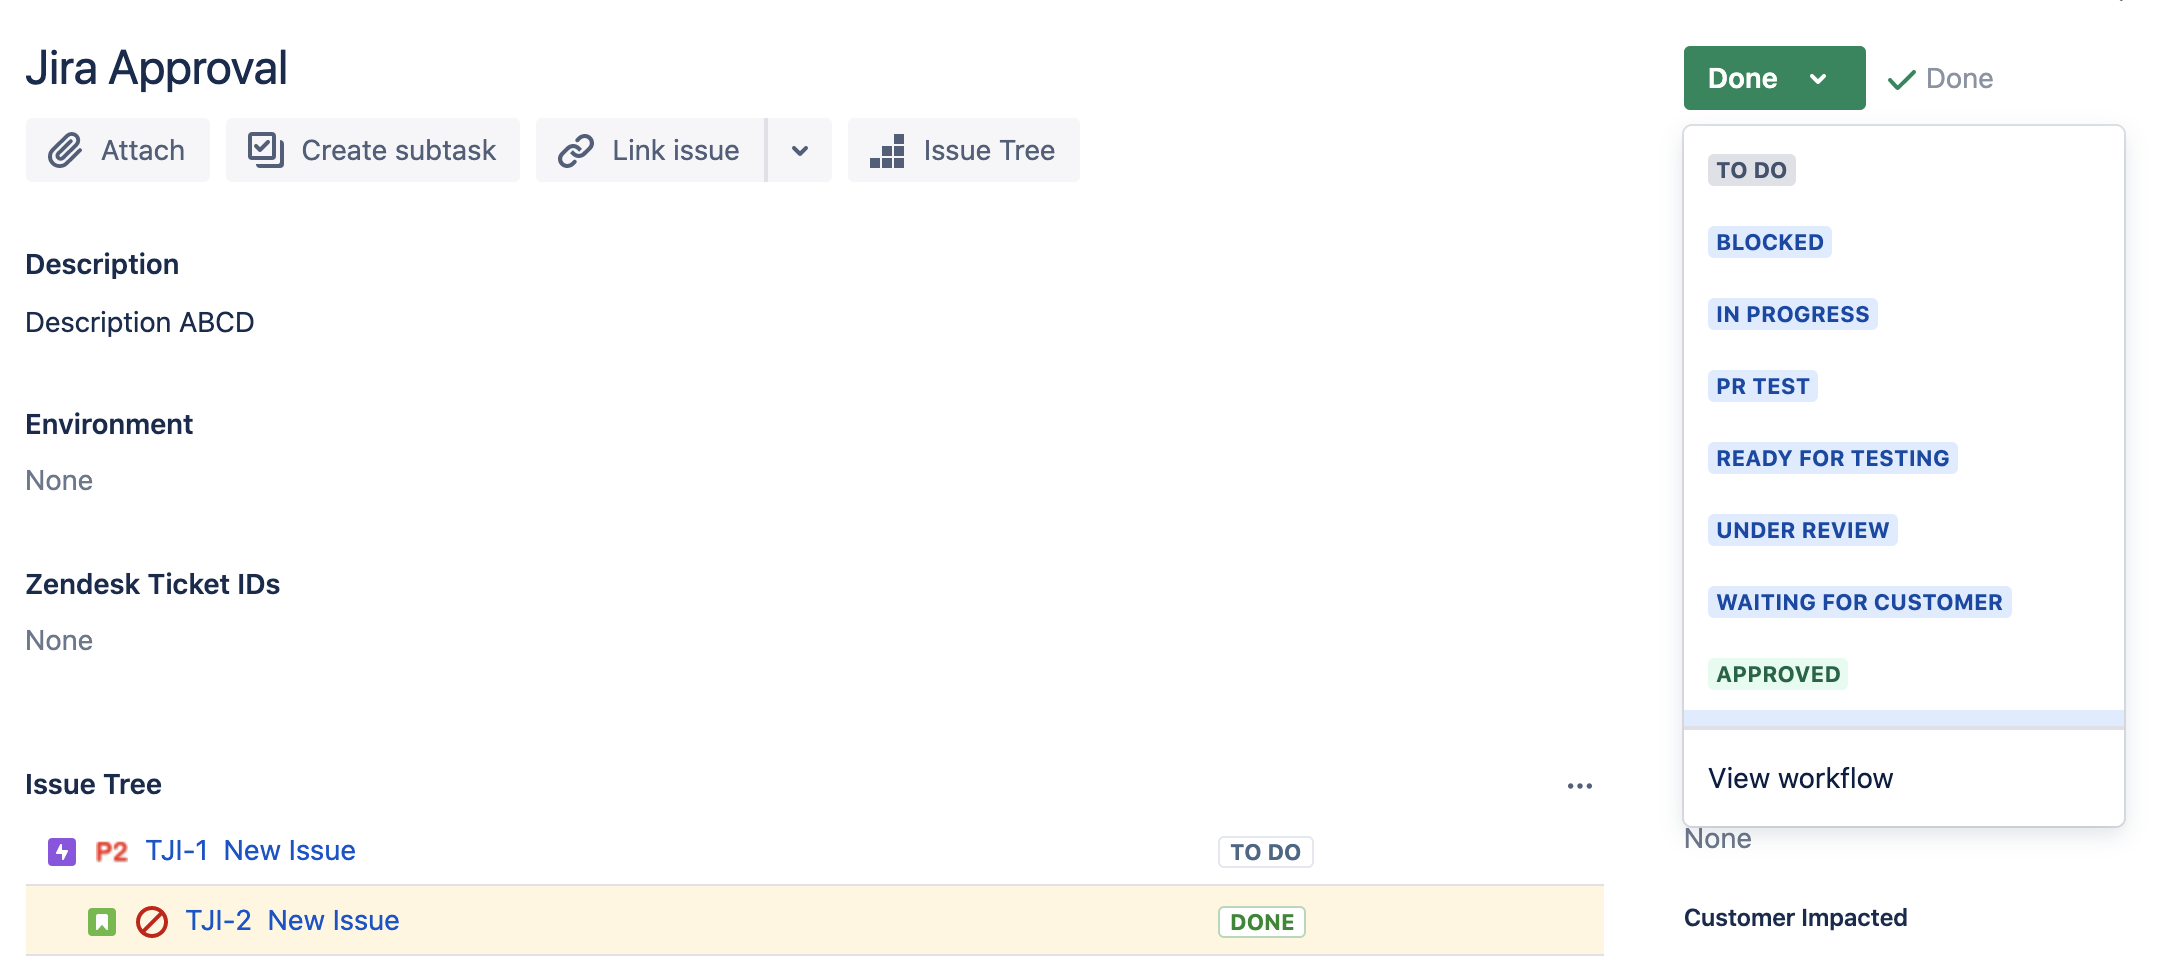 Jira Approval
Done
Done
Attach
Create subtask
Link issue
Issue Tree
TO DO
BLOCKED
IN PROGRESS
PR TEST
READY FOR TESTING
UNDER REVIEW
WAITING FOR CUSTOMER
APPROVED
View workflow
Description
Description ABCD
Environment
None
Zendesk Ticket IDs
None
Issue Tree
P2 TJI-1 New Issue TO DO
TJI-2 New Issue DONE
None
Customer Impacted